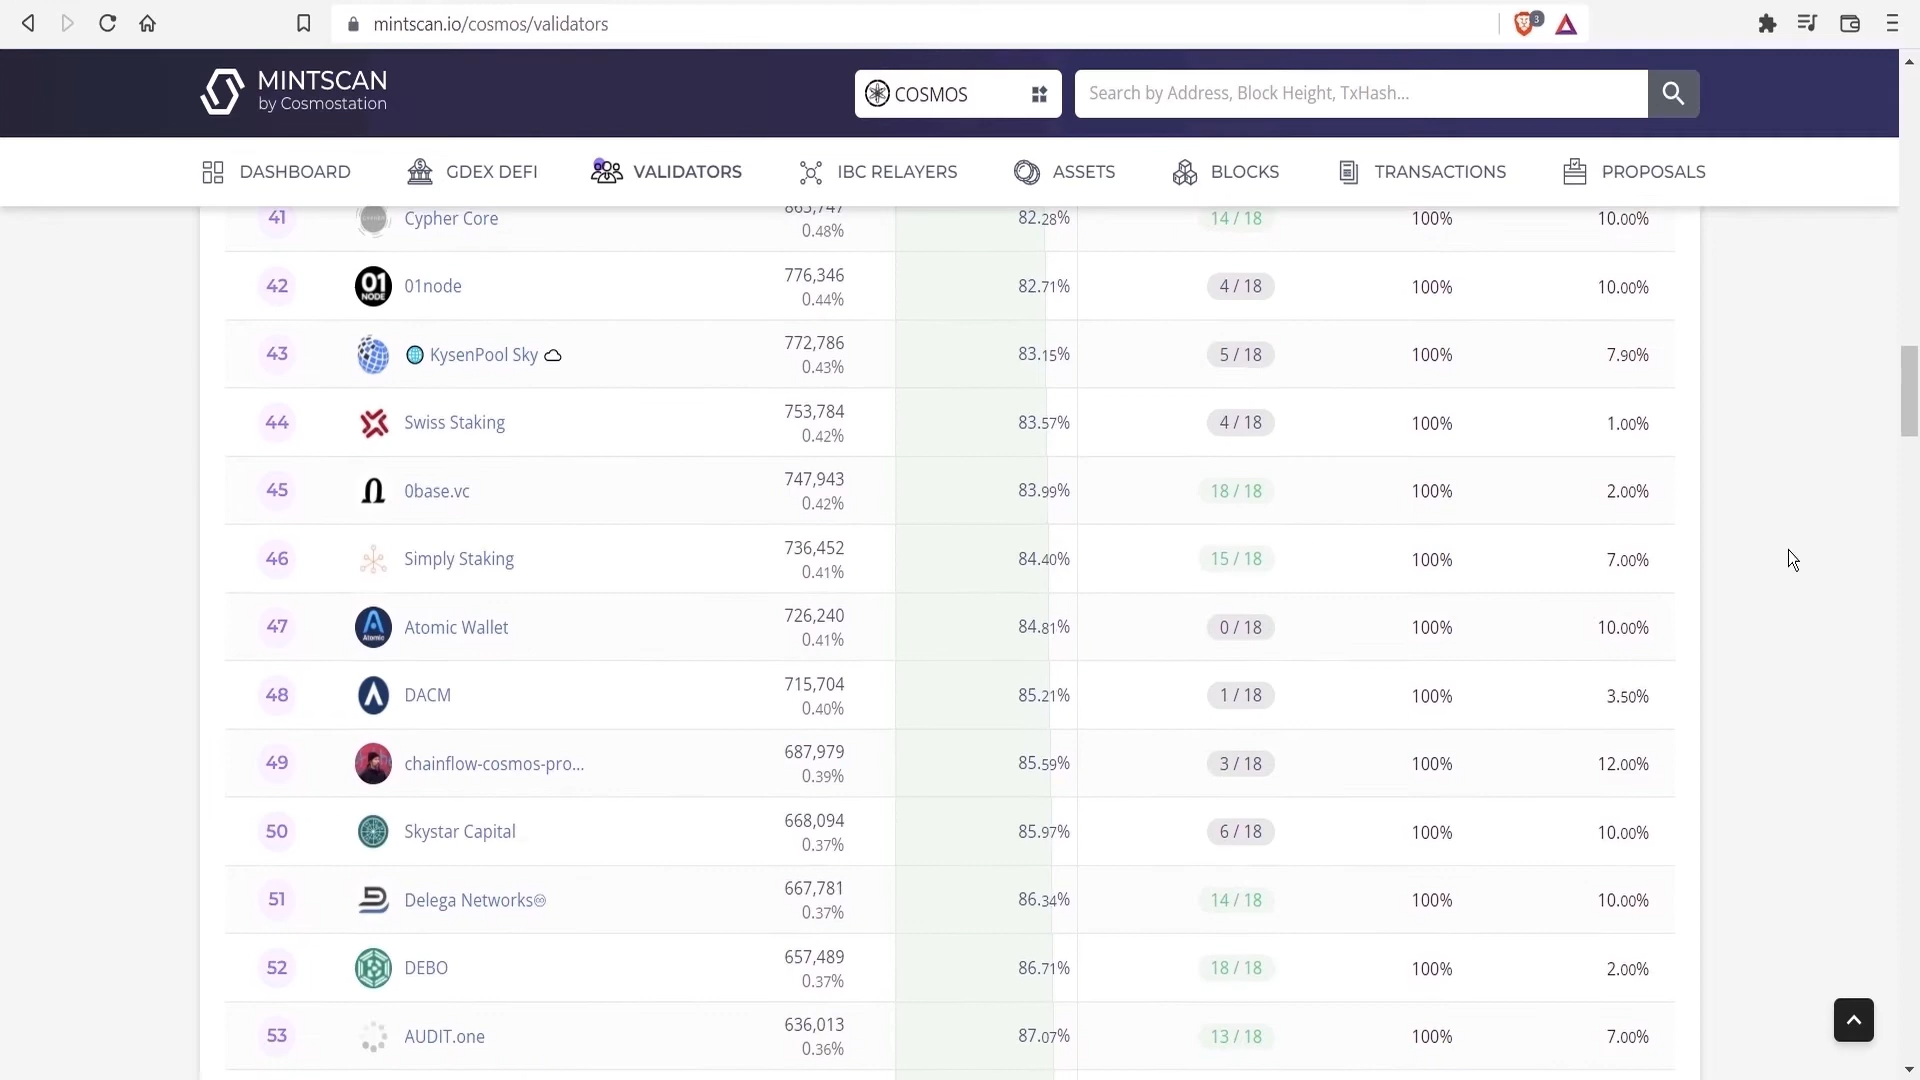 mintscan.io/cosmos/validators
3
MINTSCAN
by Cosmostation
COSMOS
Search by Address, Block Height, TxHash...
DASHBOARD
GDEX DEFI
VALIDATORS
IBC RELAYERS
ASSETS
BLOCKS
TRANSACTIONS
PROPOSALS
41 Cypher Core 82.28% 14 / 18 100% 10.00%
0.48%
42 01node 776,346 82.71% 4 / 18 100% 10.00%
0.44%
43 KysenPool Sky 772,786 83.15% 5 / 18 100% 7.90%
0.43%
44 Swiss Staking 753,784 83.57% 4 / 18 100% 1.00%
0.42%
45 0base.vc 747,943 83.99% 18 / 18 100% 2.00%
0.42%
46 Simply Staking 736,452 84.40% 15 / 18 100% 7.00%
0.41%
47 Atomic Wallet 726,240 84.81% 0 / 18 100% 10.00%
0.41%
48 DACM 715,704 85.21% 1 / 18 100% 3.50%
0.40%
49 chainflow-cosmos-pro... 687,979 85.59% 3 / 18 100% 12.00%
0.39%
50 Skystar Capital 668,094 85.97% 6 / 18 100% 10.00%
0.37%
51 Delega Networks♾ 667,781 86.34% 14 / 18 100% 10.00%
0.37%
52 DEBO 657,489 86.71% 18 / 18 100% 2.00%
0.37%
53 AUDIT.one 636,013 87.07% 13 / 18 100% 7.00%
0.36%